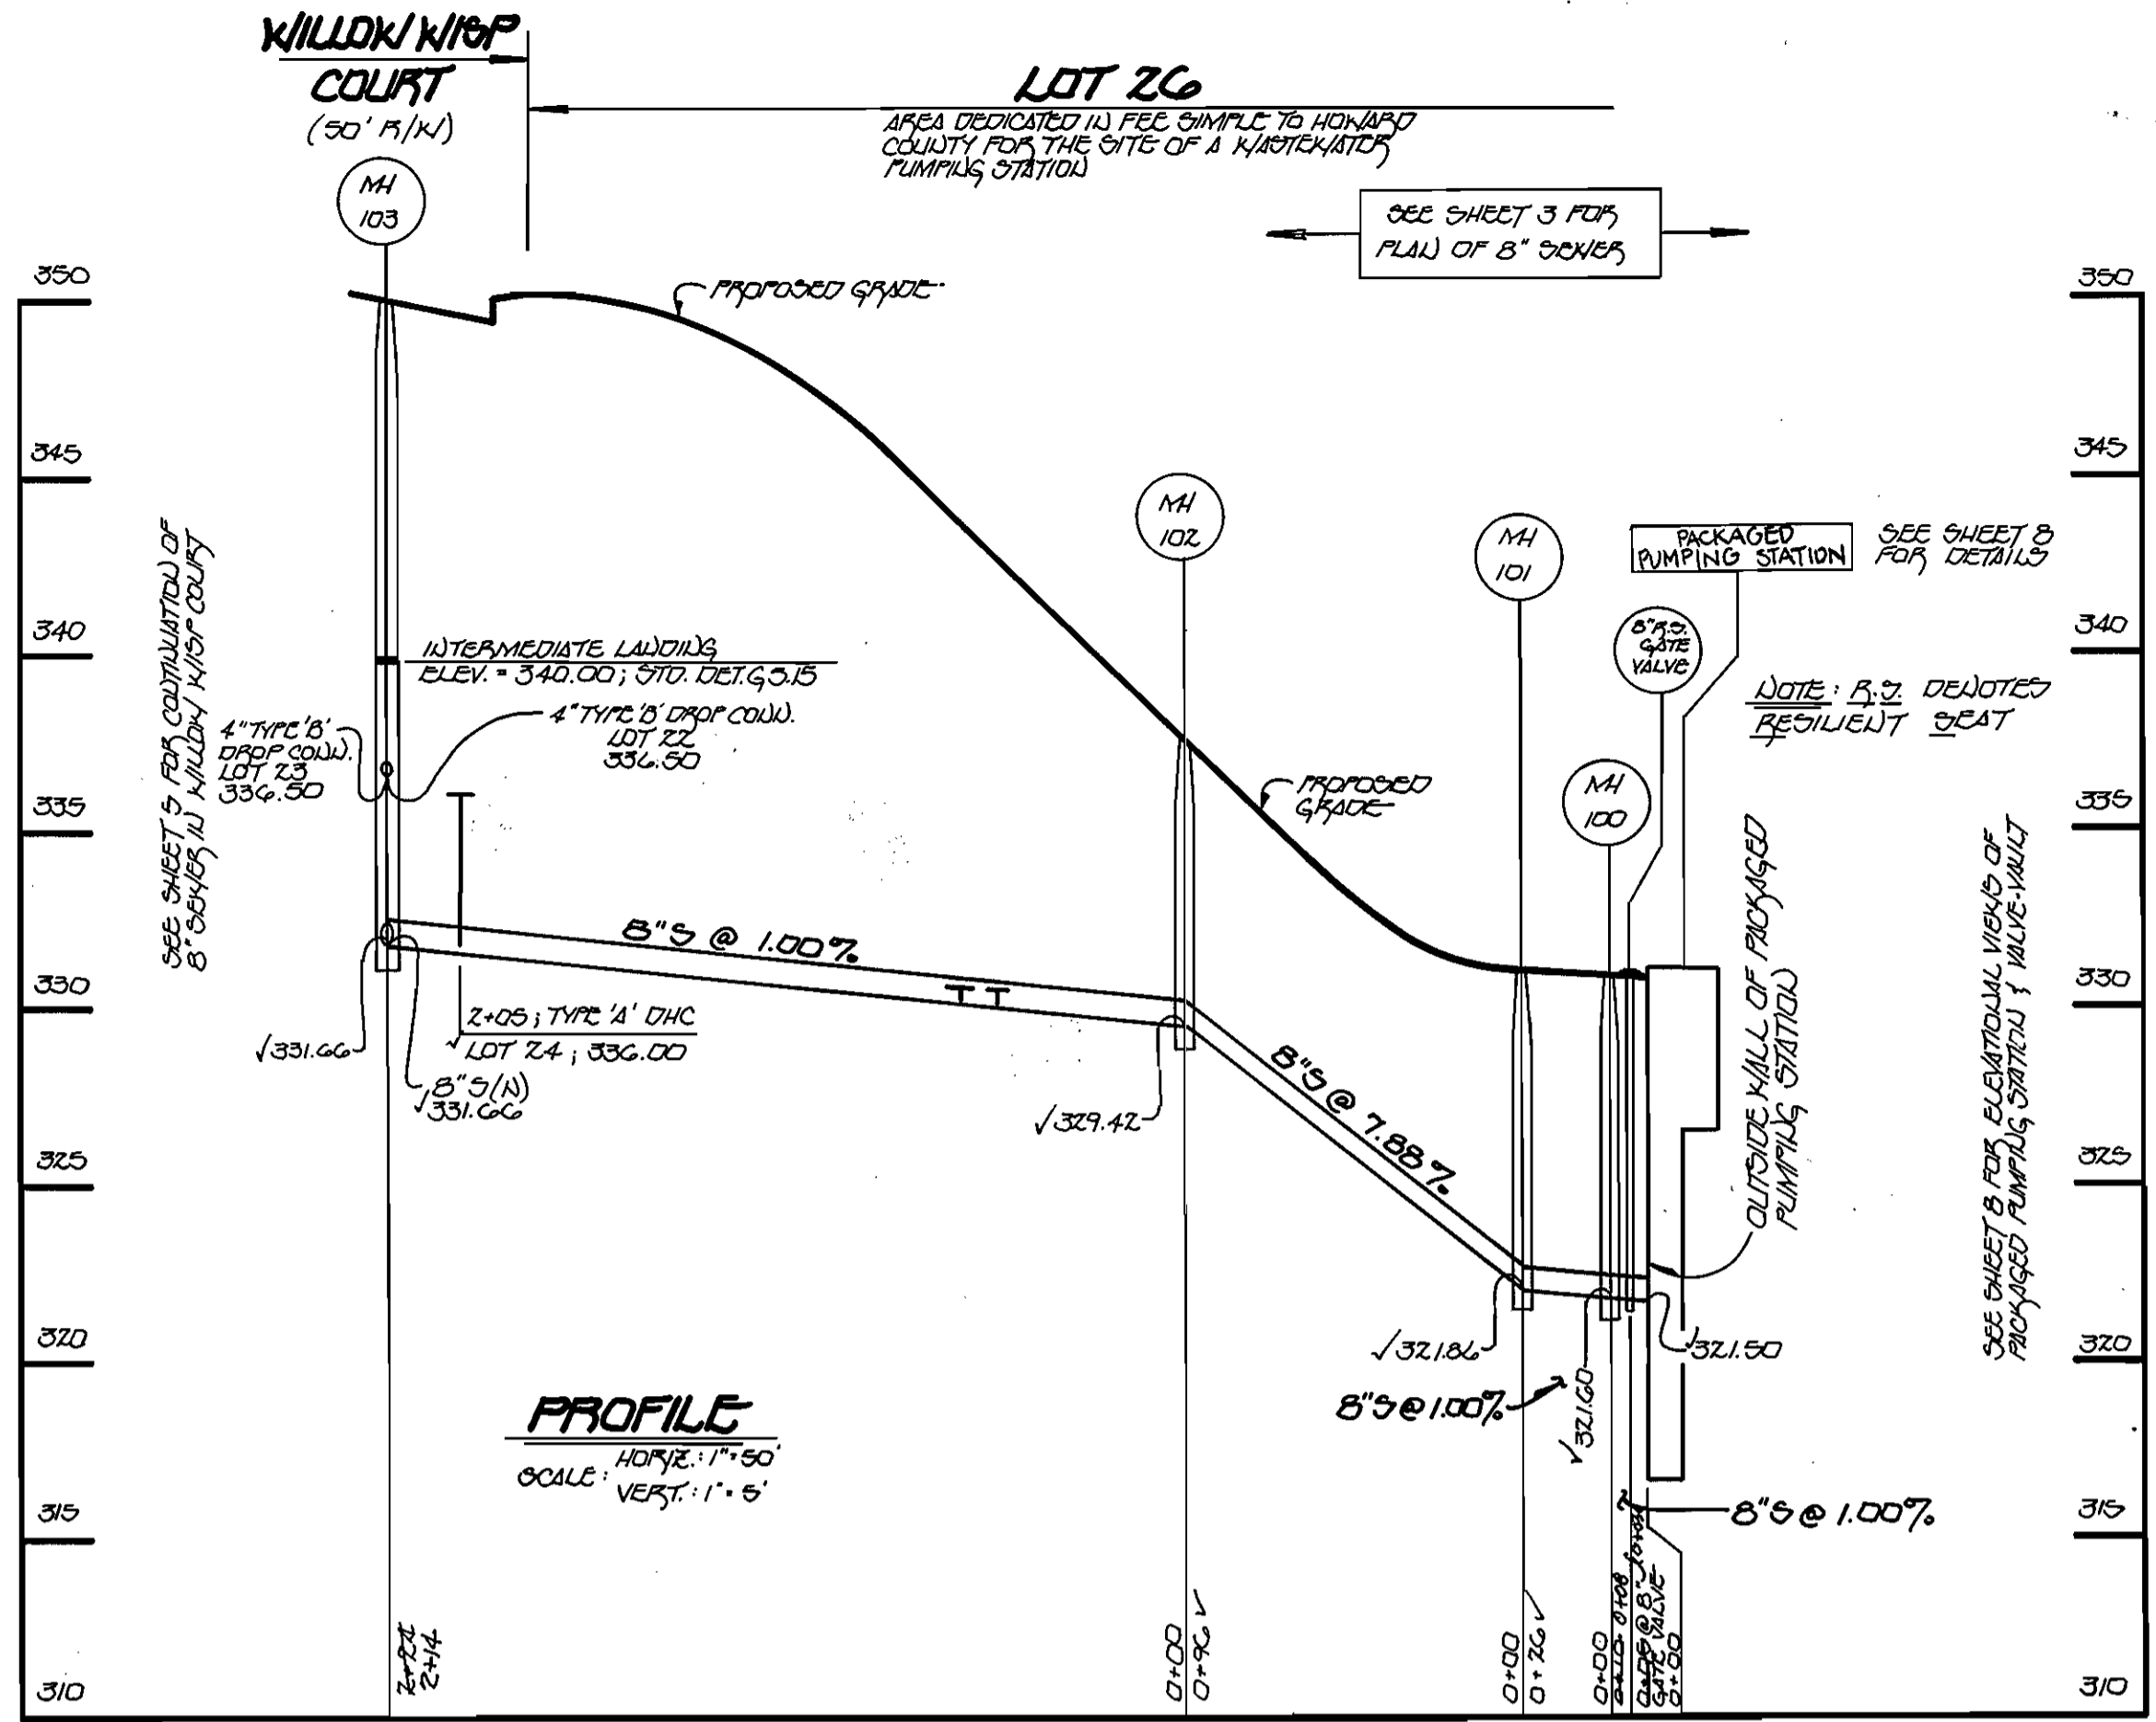 WILLOW WISP
COURT
(50' R/W)
LOT 26
AREA DEDICATED IN FEE SIMPLE TO HOWARD
COUNTY FOR THE SITE OF A WASTEWATER
PUMPING STATION
MH
103
SEE SHEET 3 FOR
PLAN OF 8" SEWER
350
350
PROPOSED GRADE
345
345
MH
102
MH
101
PACKAGED
PUMPING STATION
SEE SHEET 8
FOR DETAILS
SEE SHEET 5 FOR CONTINUATION OF
8" SEWER IN WILLOW WISP COURT
340
340
INTERMEDIATE LANDING
ELEV. = 340.00; STD. DET. G 5.15
8" R.S.
GATE
VALVE
NOTE: R.S. DENOTES
RESILIENT SEAT
4" TYPE 'B'
DROP CONN.
LOT 23
336.50
4" TYPE 'B' DROP CONN.
LOT 22
336.50
MH
100
PROPOSED
GRADE
335
335
OUTSIDE WALL OF PACKAGED
PUMPING STATION
SEE SHEET 8 FOR ELEVATIONAL VIEWS OF
PACKAGED PUMPING STATION & VALVE-VAULT
8"S @ 1.00%
330
330
2+05; TYPE 'A' DHC
LOT 24; 336.00
√331.66
8" S(N)
√331.66
√329.42
8"S @ 7.88%
325
325
320
320
√321.86
√321.60
√321.50
8"S @ 1.00%
PROFILE
SCALE: HORIZ.: 1"=50'
VERT.: 1"=5'
315
315
8"S @ 1.00%
2+24
2+14
0+00
0+96 √
0+00
0+26 √
0+00
0+10 0+08
0+05 @ 8"
GATE VALVE
0+00
310
310